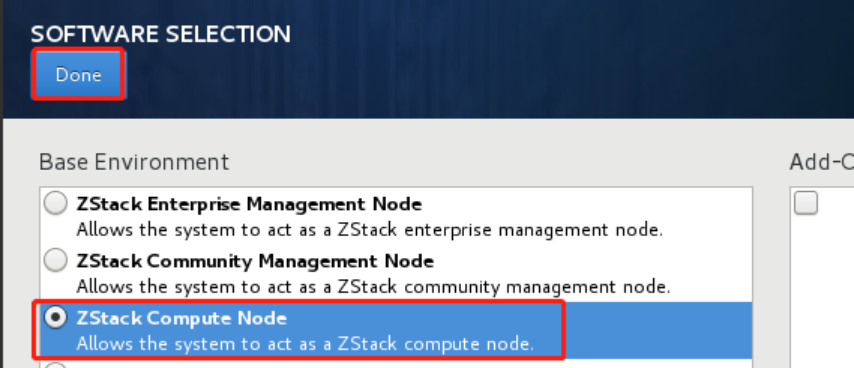 SOFTWARE SELECTION
Done
Base Environment
Add-
ZStack Enterprise Management Node
Allows the system to act as a ZStack enterprise management node.
ZStack Community Management Node
Allows the system to act as a ZStack community management node.
ZStack Compute Node
Allows the system to act as a ZStack compute node.